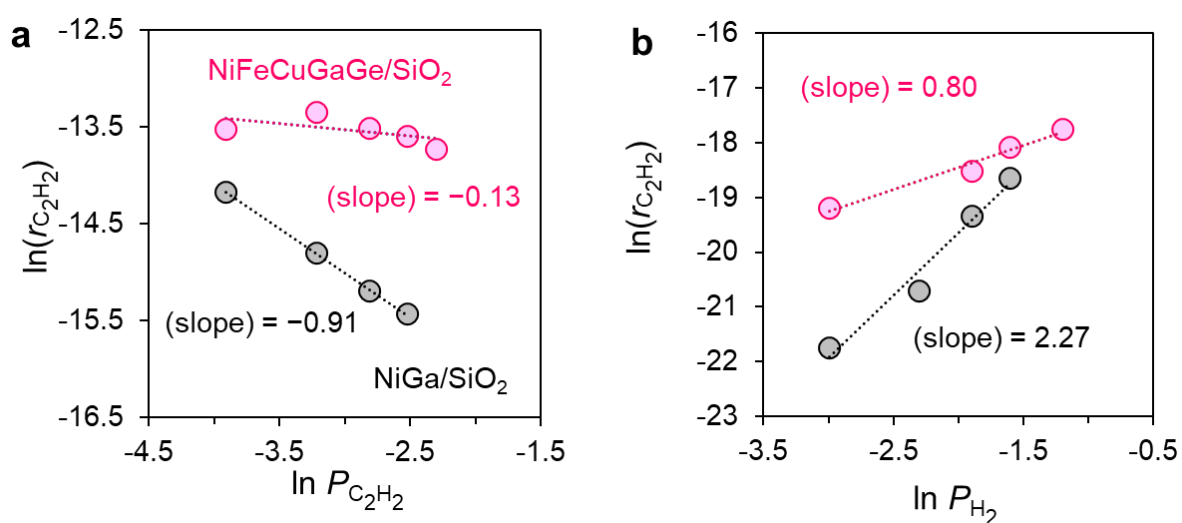 a
-12.5
-13.5
-14.5
-15.5
-16.5
ln(rC2H2)
NiFeCuGaGe/SiO2
(slope) = −0.13
(slope) = −0.91
NiGa/SiO2
-4.5 -3.5 -2.5 -1.5
ln PC2H2
b
-16
-17
-18
-19
-20
-21
-22
-23
ln(rC2H2)
(slope) = 0.80
(slope) = 2.27
-3.5 -2.5 -1.5 -0.5
ln PH2